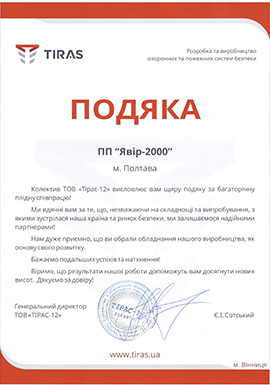 TIRAS
Розробка та виробництво
охоронних та пожежних систем безпеки
ПОДЯКА
ПП "Явір-2000"
м. Полтава
Колектив ТОВ «Тірас-12» висловлює вам щиру подяку за багаторічну
плідну співпрацю!
Ми вдячні вам за те, що, незважаючи на складнощі та випробування, з
якими зустрілася наша країна та ринок безпеки, ми залишаємося надійними
партнерами!
Нам дуже приємно, що ви обрали обладнання нашого виробництва, як
основу свого розвитку.
Бажаємо подальших успіхів та натхнення!
Віримо, що результати нашої роботи допоможуть вам досягнути нових
висот. Дякуємо за довіру!
Генеральний директор
ТОВ «ТІРАС-12»
ТІРАС-12
Є.І.Сотський
www.tiras.ua
м. Вінниця